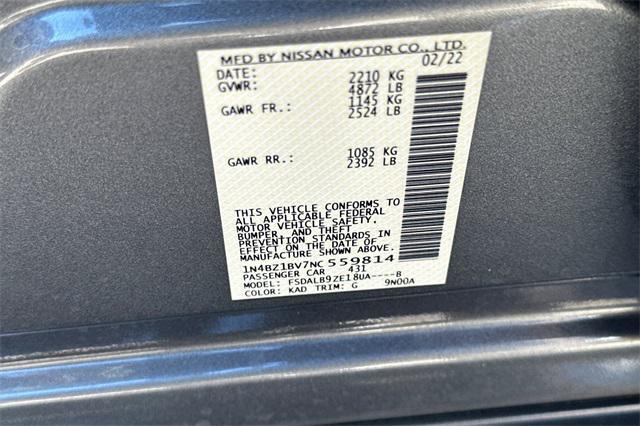 MFD BY NISSAN MOTOR CO., LTD.
DATE: 02/22
GVWR: 2210 KG
4872 LB
GAWR FR.: 1145 KG
2524 LB
GAWR RR.: 1085 KG
2392 LB
THIS VEHICLE CONFORMS TO
ALL APPLICABLE FEDERAL
MOTOR VEHICLE SAFETY,
BUMPER, AND THEFT
PREVENTION STANDARDS IN
EFFECT ON THE DATE OF
MANUFACTURE SHOWN ABOVE.
1N4BZ1BV7NC559814
PASSENGER CAR 431
MODEL: FSDALB9ZE18UA----B
COLOR: KAD TRIM: G 9N00A